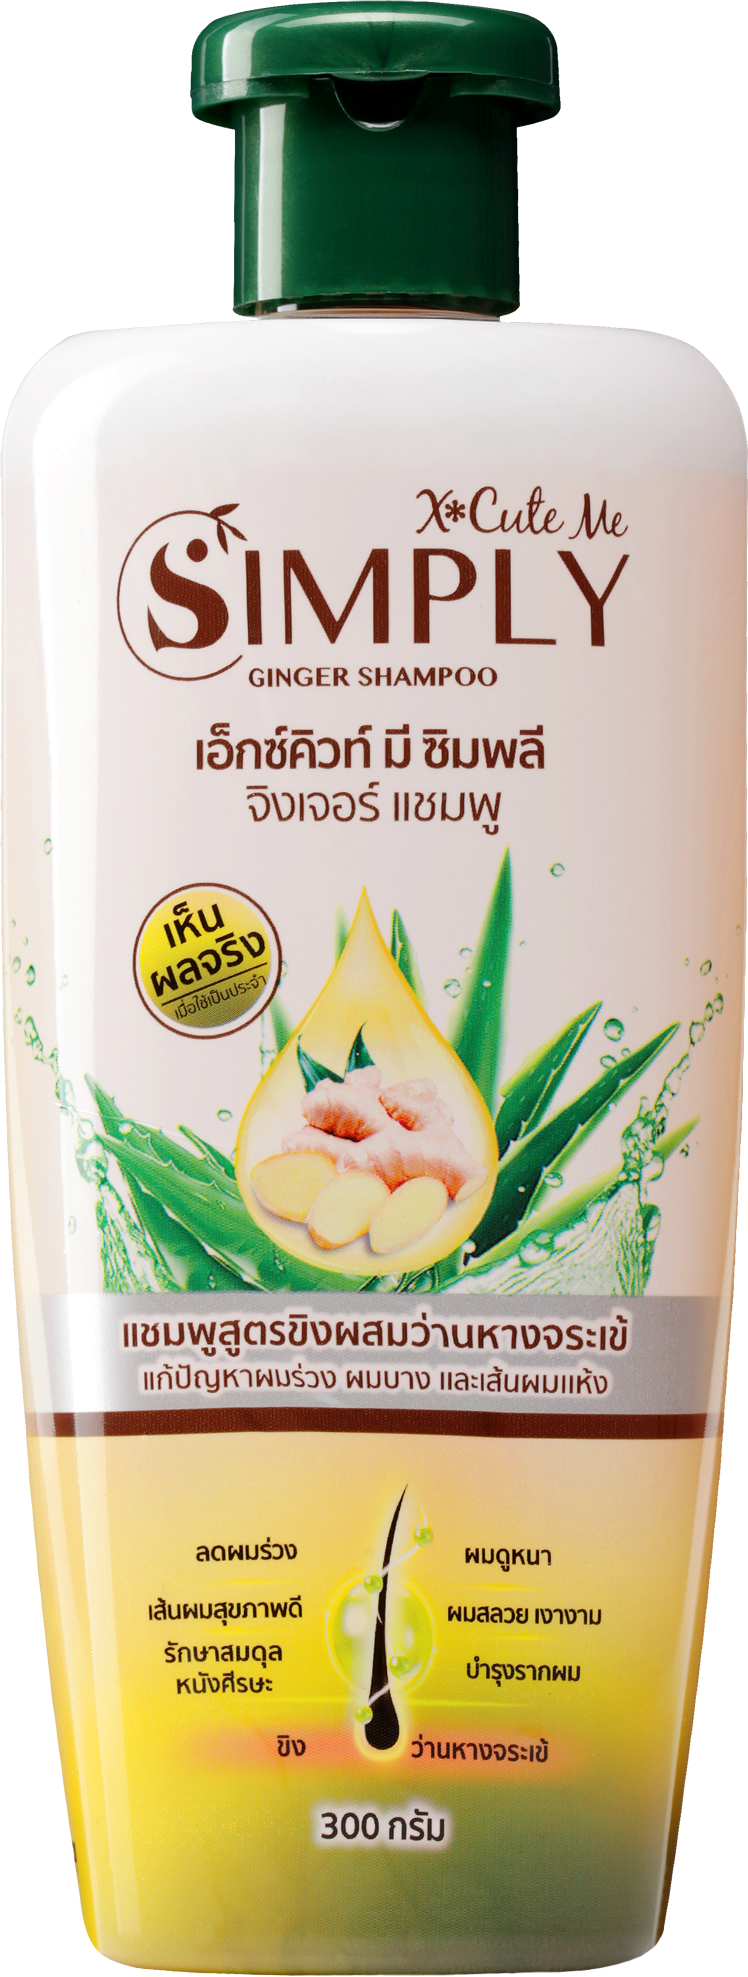 X*Cute Me
SIMPLY
GINGER SHAMPOO
เอ็กซ์คิวท์ มี ซิมพลี
จิงเจอร์ แชมพู
เห็น
ผลจริง
เมื่อใช้เป็นประจำ
แชมพูสูตรขิงผสมว่านหางจระเข้
แก้ปัญหาผมร่วง ผมบาง และเส้นผมแห้ง
ลดผมร่วง
ผมดูหนา
เส้นผมสุขภาพดี
ผมสลวย เงางาม
รักษาสมดุล
หนังศีรษะ
บำรุงรากผม
ขิง
ว่านหางจระเข้
300 กรัม